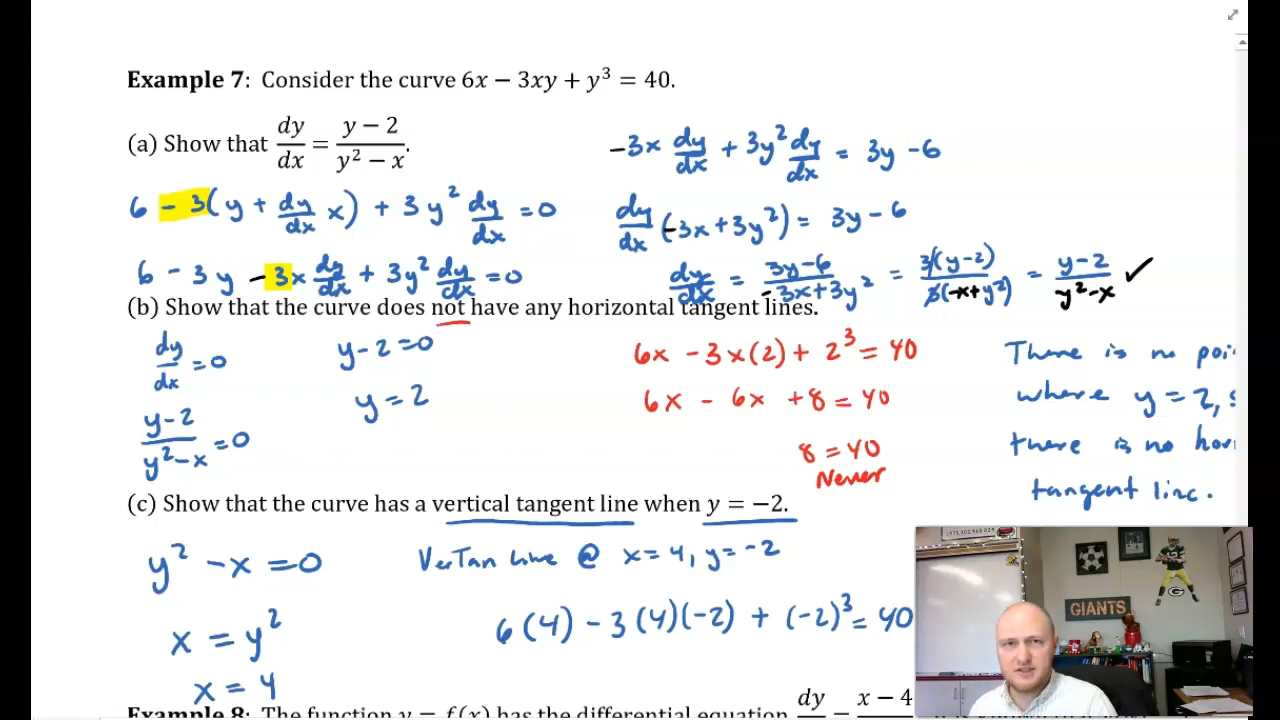 Example 7: Consider the curve 6x − 3xy + y³ = 40.
(a) Show that dy/dx = (y − 2)/(y² − x).
6 − 3(y + dy/dx x) + 3y² dy/dx = 0
6 − 3y − 3x dy/dx + 3y² dy/dx = 0
−3x dy/dx + 3y² dy/dx = 3y − 6
dy/dx (−3x + 3y²) = 3y − 6
dy/dx = (3y − 6)/(−3x + 3y²) = 3(y − 2)/3(−x + y²) = (y − 2)/(y² − x) ✓
(b) Show that the curve does not have any horizontal tangent lines.
dy/dx = 0
(y − 2)/(y² − x) = 0
y − 2 = 0
y = 2
6x − 3x(2) + 2³ = 40
6x − 6x + 8 = 40
8 = 40
Never
There is no poi
where y = 2, s
there is no hor
tangent line.
(c) Show that the curve has a vertical tangent line when y = −2.
y² − x = 0
x = y²
x = 4
VerTan Line @ x = 4, y = −2
6(4) − 3(4)(−2) + (−2)³ = 40
GIANTS
G
Example 8: The function y = f(x) has the differential equation dy/dx = x − 4